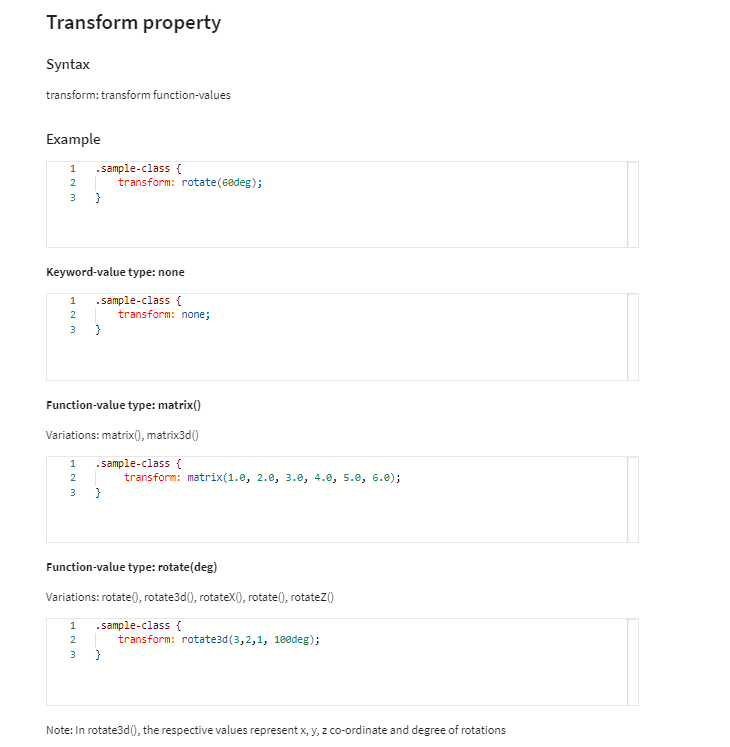 Transform property
Syntax
transform: transform function-values
Example
1 .sample-class {
2 transform: rotate(60deg);
3 }
Keyword-value type: none
1 .sample-class {
2 transform: none;
3 }
Function-value type: matrix()
Variations: matrix(), matrix3d()
1 .sample-class {
2 transform: matrix(1.0, 2.0, 3.0, 4.0, 5.0, 6.0);
3 }
Function-value type: rotate(deg)
Variations: rotate(), rotate3d(), rotateX(), rotate(), rotateZ()
1 .sample-class {
2 transform: rotate3d(3,2,1, 100deg);
3 }
Note: In rotate3d(), the respective values represent x, y, z co-ordinate and degree of rotations